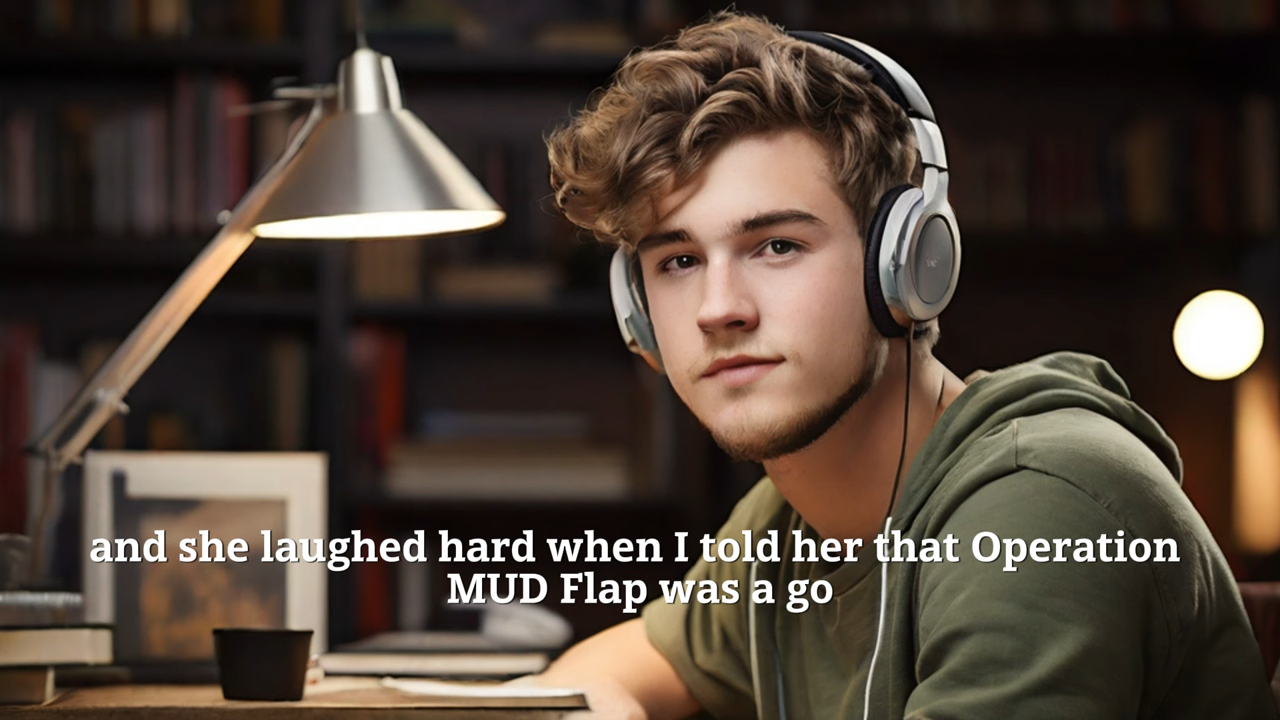 and she laughed hard when I told her that Operation
MUD Flap was a go